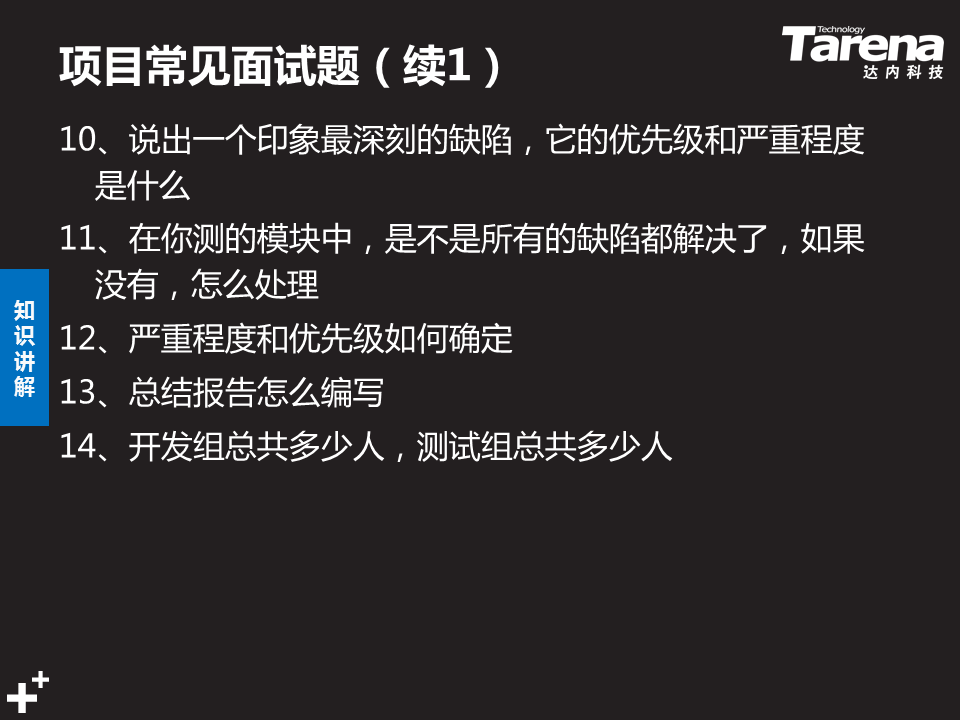 项目常见面试题（续1）
Technology
Tarena
达内科技
10、说出一个印象最深刻的缺陷，它的优先级和严重程度
是什么
11、在你测的模块中，是不是所有的缺陷都解决了，如果
没有，怎么处理
12、严重程度和优先级如何确定
13、总结报告怎么编写
14、开发组总共多少人，测试组总共多少人
知识讲解